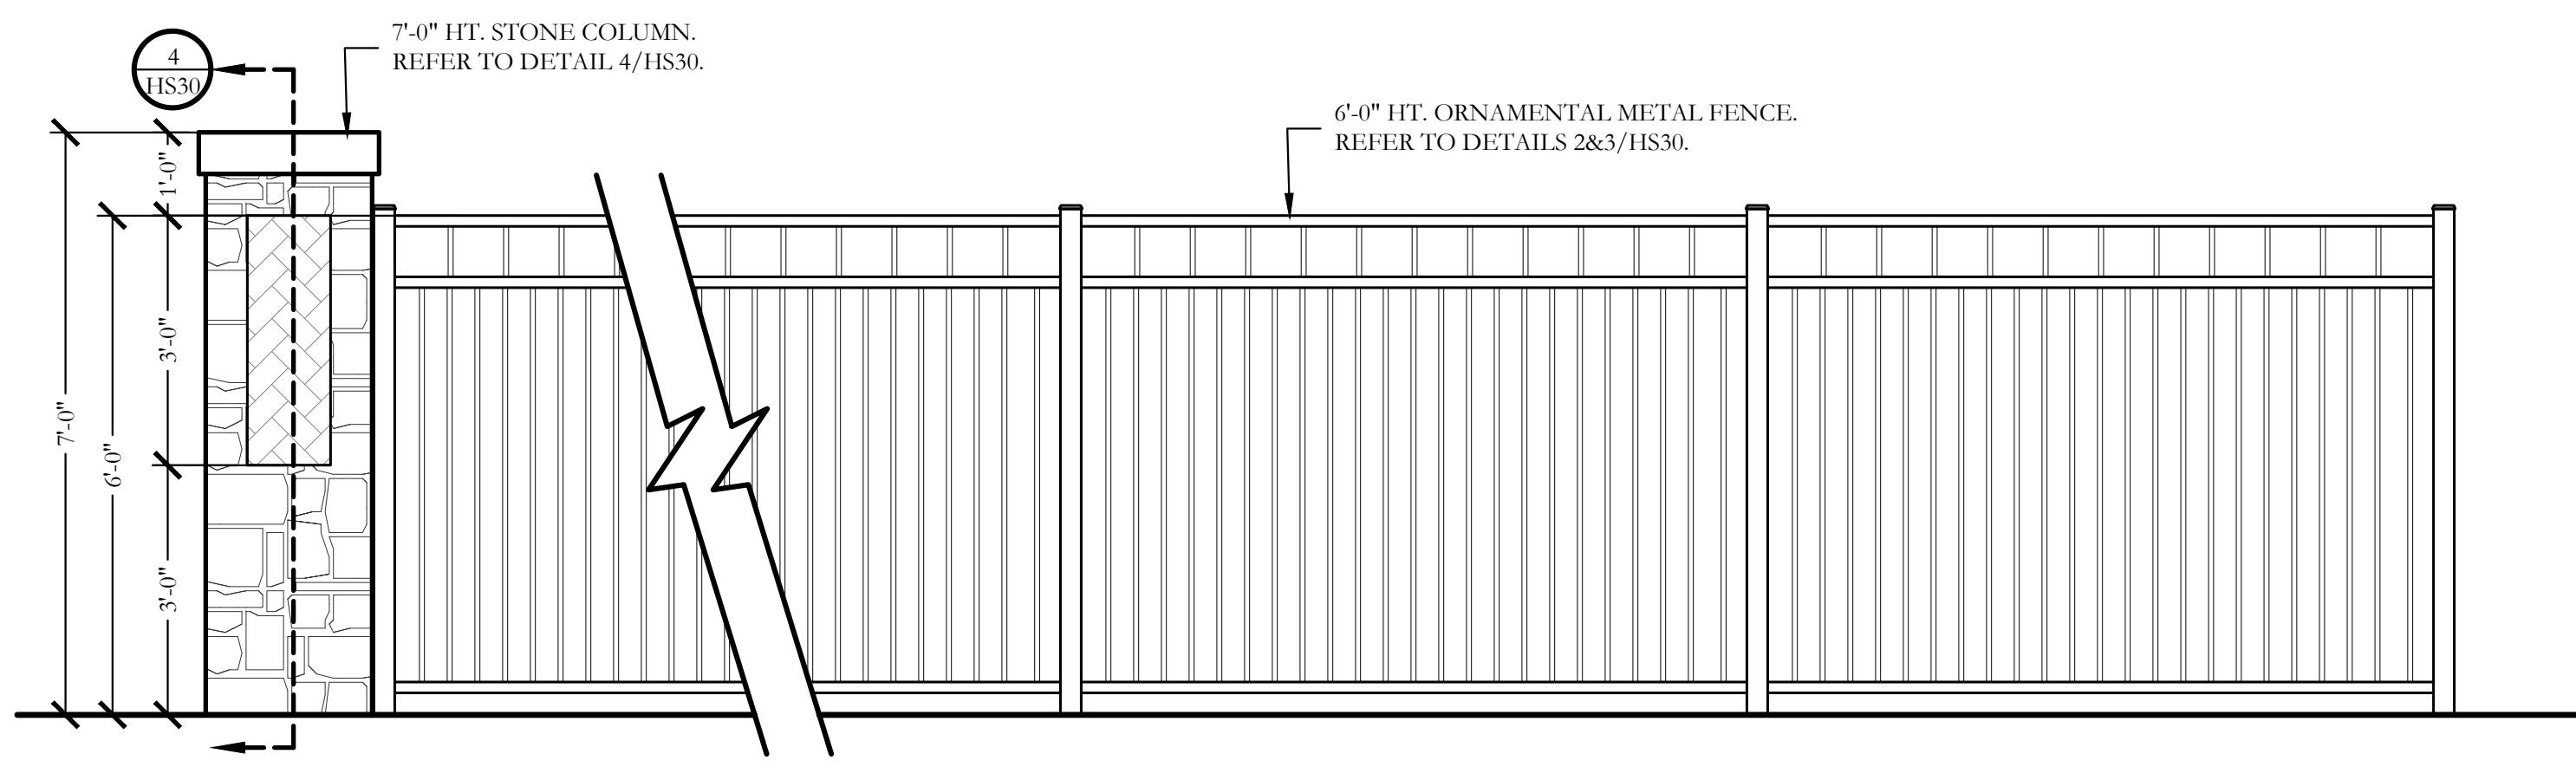 7'-0" HT. STONE COLUMN.
REFER TO DETAIL 4/HS30.
4
HS30
6'-0" HT. ORNAMENTAL METAL FENCE.
REFER TO DETAILS 2&3/HS30.
1'-0"
3'-0"
7'-0"
6'-0"
3'-0"